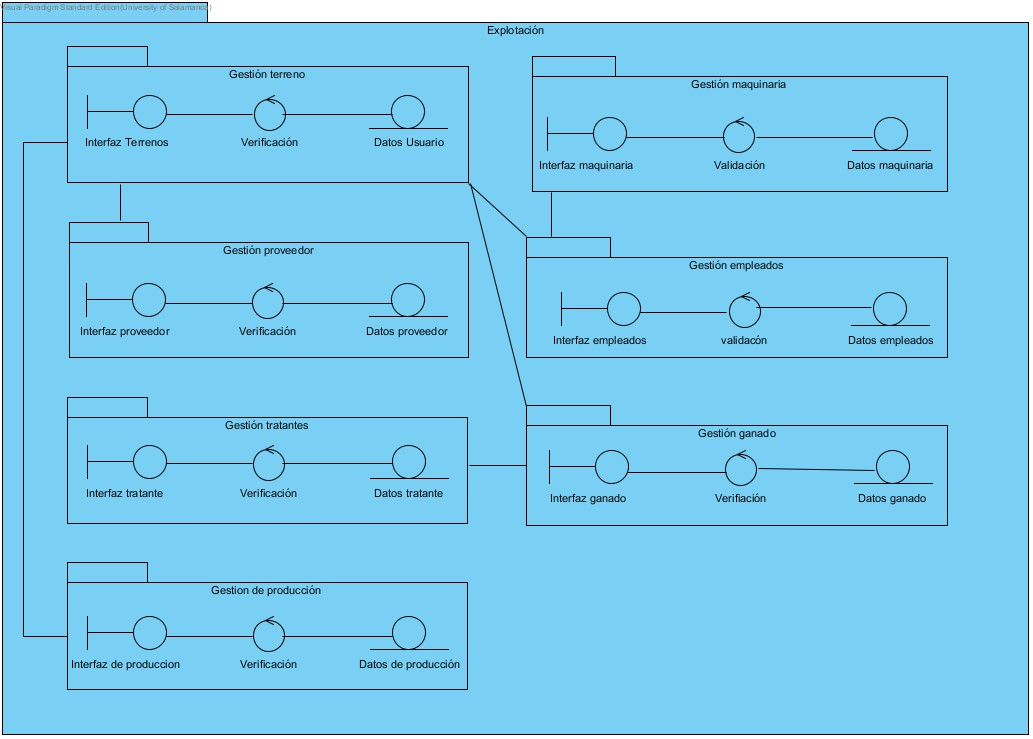 Visual Paradigm Standard Edition(University of Salamanca)
Explotación
Gestión terreno
Interfaz Terrenos
Verificación
Datos Usuario
Gestión maquinaria
Interfaz maquinaria
Validación
Datos maquinaria
Gestión proveedor
Interfaz proveedor
Verificación
Datos proveedor
Gestión empleados
Interfaz empleados
validacón
Datos empleados
Gestión tratantes
Interfaz tratante
Verificación
Datos tratante
Gestión ganado
Interfaz ganado
Verifiación
Datos ganado
Gestion de producción
Interfaz de produccion
Verificación
Datos de producción